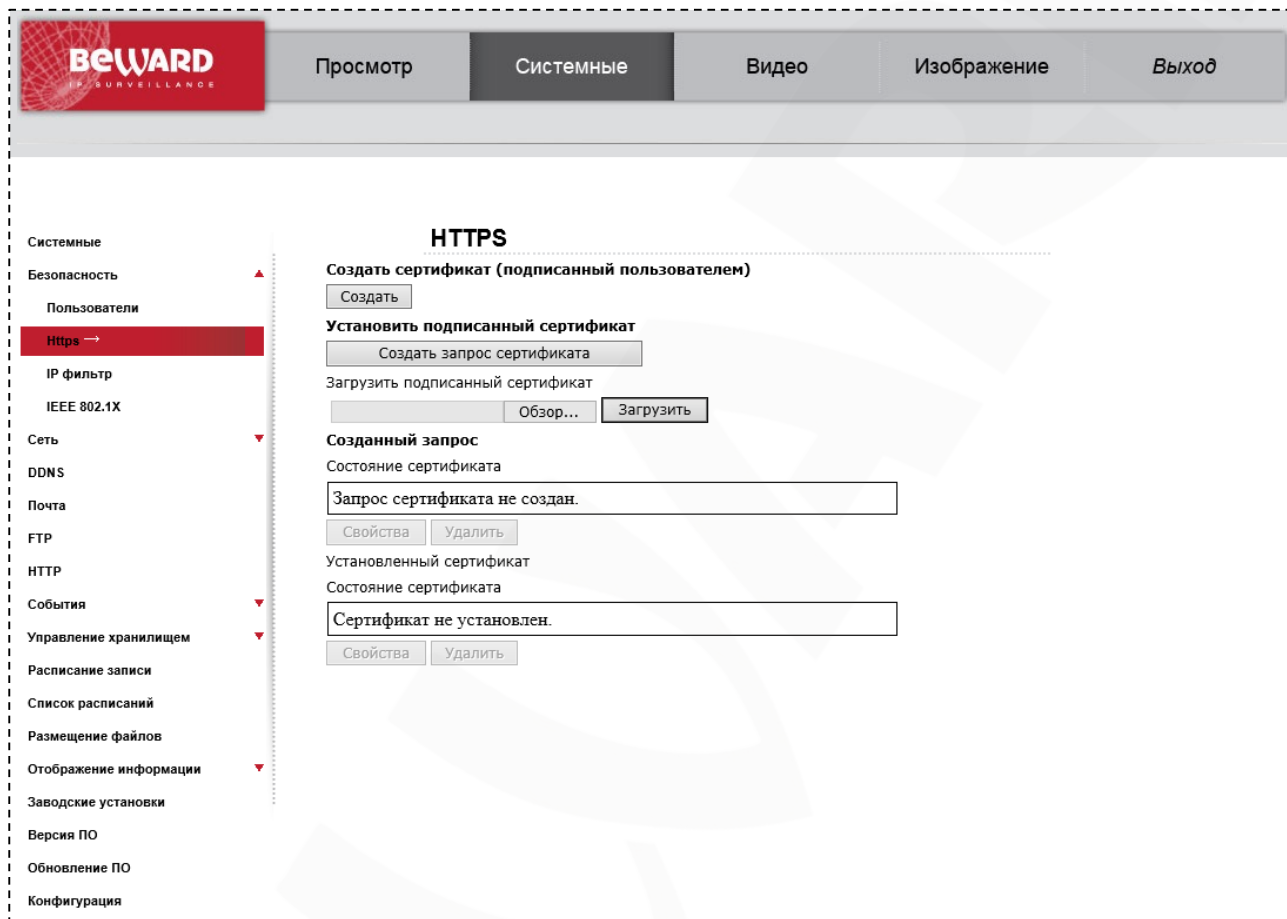 BEWARD
IP SURVEILLANCE
Просмотр
Системные
Видео
Изображение
Выход
Системные
Безопасность
Пользователи
Https →
IP фильтр
IEEE 802.1X
Сеть
DDNS
Почта
FTP
HTTP
События
Управление хранилищем
Расписание записи
Список расписаний
Размещение файлов
Отображение информации
Заводские установки
Версия ПО
Обновление ПО
Конфигурация
HTTPS
Создать сертификат (подписанный пользователем)
Создать
Установить подписанный сертификат
Создать запрос сертификата
Загрузить подписанный сертификат
Обзор... Загрузить
Созданный запрос
Состояние сертификата
Запрос сертификата не создан.
Свойства Удалить
Установленный сертификат
Состояние сертификата
Сертификат не установлен.
Свойства Удалить